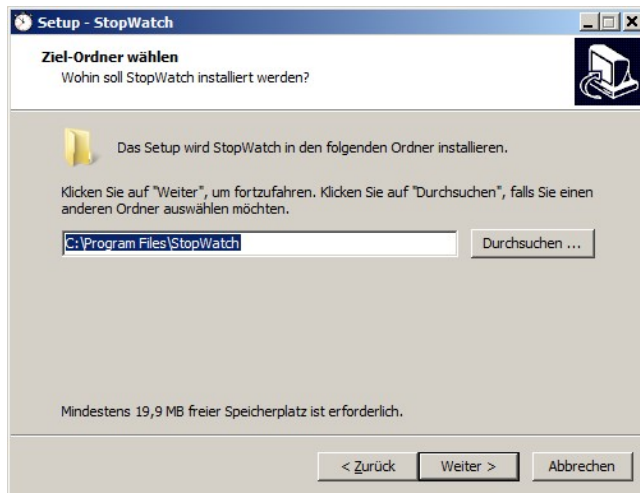 Setup - StopWatch
Ziel-Ordner wählen
Wohin soll StopWatch installiert werden?
Das Setup wird StopWatch in den folgenden Ordner installieren.
Klicken Sie auf "Weiter", um fortzufahren. Klicken Sie auf "Durchsuchen", falls Sie einen
anderen Ordner auswählen möchten.
C:\Program Files\StopWatch
Durchsuchen ...
Mindestens 19,9 MB freier Speicherplatz ist erforderlich.
< Zurück
Weiter >
Abbrechen